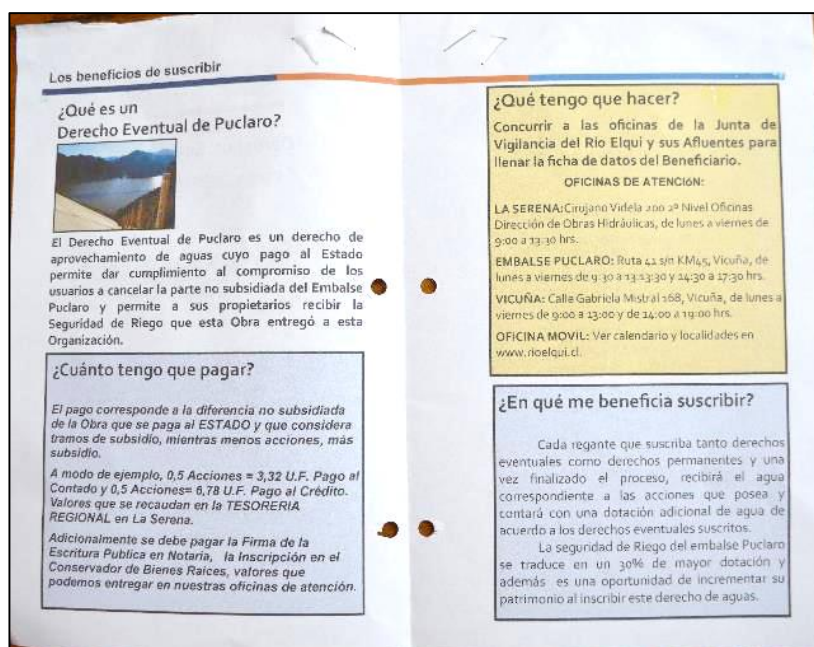 Los beneficios de suscribir
¿Qué es un
Derecho Eventual de Puclaro?
El Derecho Eventual de Puclaro es un derecho de
aprovechamiento de aguas cuyo pago al Estado
permite dar cumplimiento al compromiso de los
usuarios a cancelar la parte no subsidiada del Embalse
Puclaro y permite a sus propietarios recibir la
Seguridad de Riego que esta Obra entregó a esta
Organización.
¿Cuánto tengo que pagar?
El pago corresponde a la diferencia no subsidiada
de la Obra que se paga al ESTADO y que considera
tramos de subsidio, mientras menos acciones, más
subsidio.
A modo de ejemplo, 0,5 Acciones = 3,32 U.F. Pago al
Contado y 0,5 Acciones= 6,78 U.F. Pago al Crédito.
Valores que se recaudan en la TESORERIA
REGIONAL en La Serena.
Adicionalmente se debe pagar la Firma de la
Escritura Publica en Notaría, la Inscripción en el
Conservador de Bienes Raíces, valores que
podemos entregar en nuestras oficinas de atención.
¿Qué tengo que hacer?
Concurrir a las oficinas de la Junta de
Vigilancia del Rio Elqui y sus Afluentes para
llenar la ficha de datos del Beneficiario.
OFICINAS DE ATENCIóN:
LA SERENA:Cirujano Videla 200 2º Nivel Oficinas
Dirección de Obras Hidráulicas, de lunes a viernes de
9:00 a 13:30 hrs.
EMBALSE PUCLARO: Ruta 41 s/n KM45, Vicuña, de
lunes a viernes de 9:30 a 13.13:30 y 14:30 a 17:30 hrs.
VICUÑA: Calle Gabriela Mistral 168, Vicuña, de lunes a
viernes de 9:00 a 13:00 y de 14:00 a 19:00 hrs.
OFICINA MOVIL: Ver calendario y localidades en
www.rioelqui.cl.
¿En qué me beneficia suscribir?
Cada regante que suscriba tanto derechos
eventuales como derechos permanentes y una
vez finalizado el proceso, recibirá el agua
correspondiente a las acciones que posea y
contará con una dotación adicional de agua de
acuerdo a los derechos eventuales suscritos.
La seguridad de Riego del embalse Puclaro
se traduce en un 30% de mayor dotación y
además es una oportunidad de incrementar su
patrimonio al inscribir este derecho de aguas.